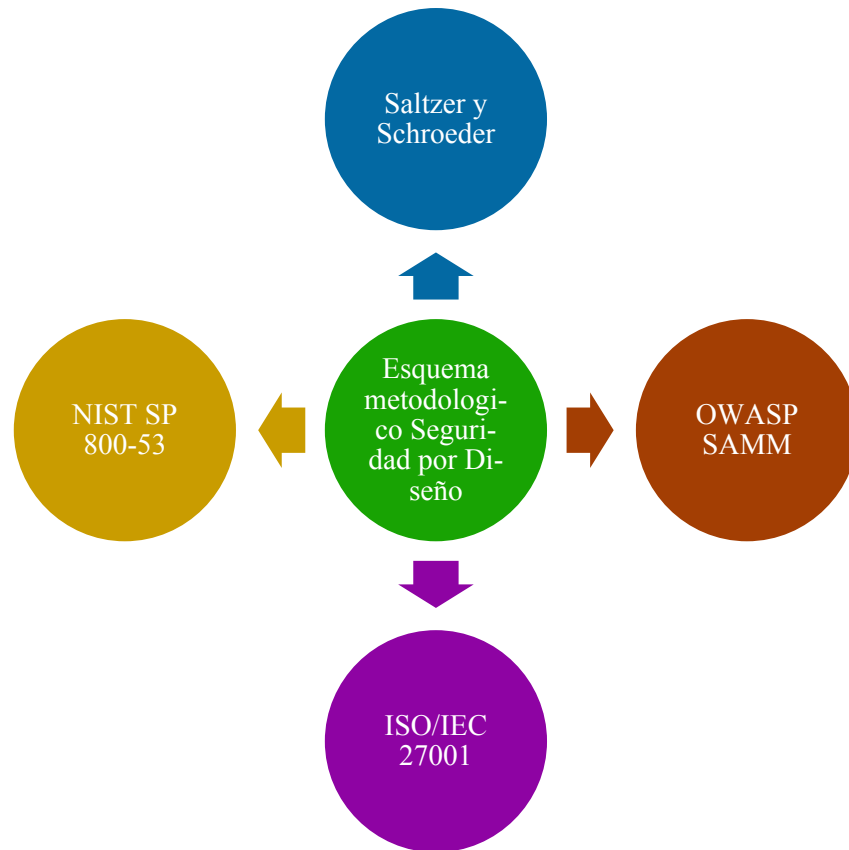 Saltzer y
Schroeder
NIST SP
800-53
Esquema
metodologi-
co Seguri-
dad por Di-
seño
OWASP
SAMM
ISO/IEC
27001